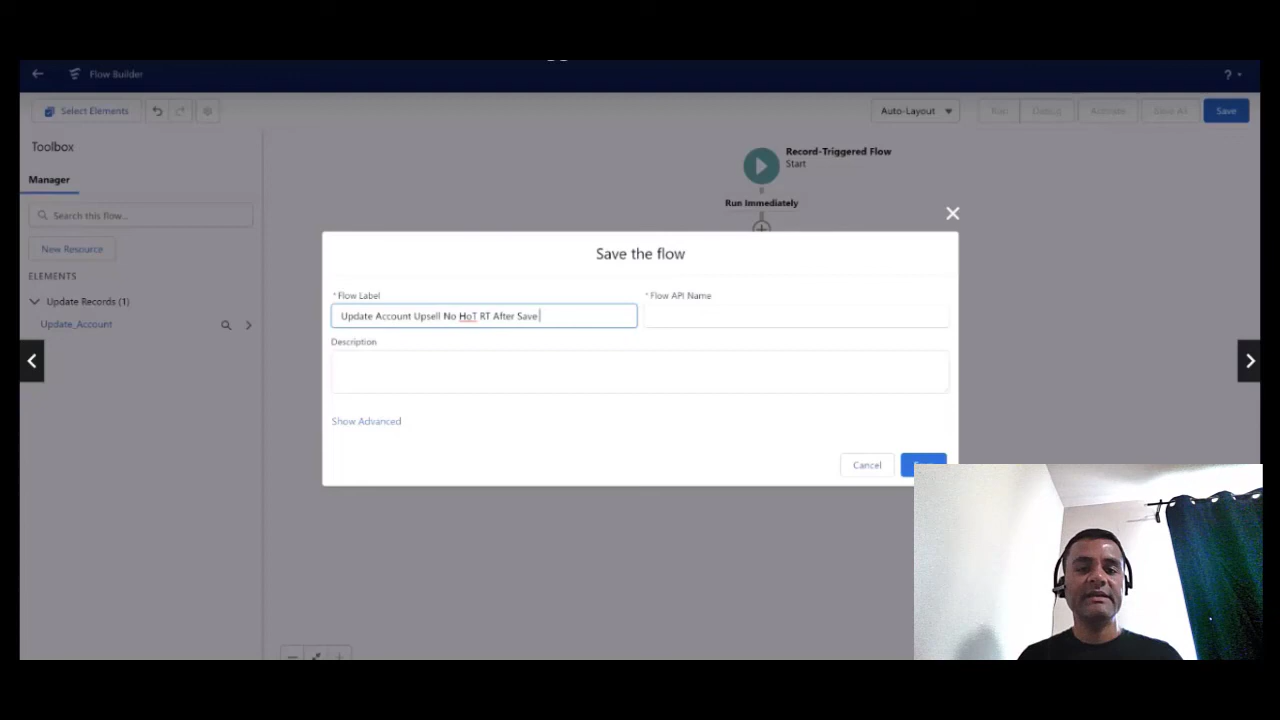 Flow Builder
?
Select Elements
Auto-Layout
Debug
Activate
Save As
Save
Toolbox
Record-Triggered Flow
Start
Manager
Run Immediately
Search this flow...
Save the flow
New Resource
ELEMENTS
* Flow Label
* Flow API Name
Update Records (1)
Update Account Upsell No HoT RT After Save
Update_Account
Description
Show Advanced
Cancel